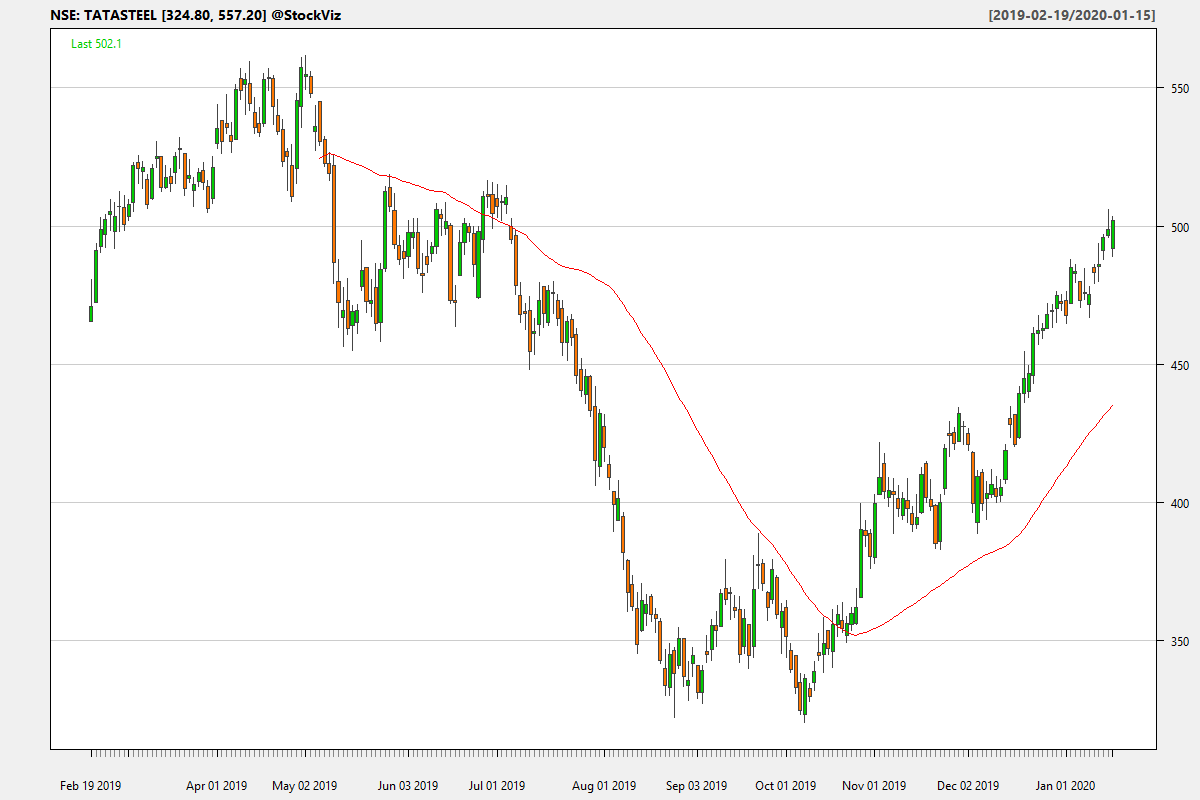 NSE: TATASTEEL [324.80, 557.20] @StockViz
[2019-02-19/2020-01-15]
Last 502.1
550
500
450
400
350
Feb 19 2019
Apr 01 2019
May 02 2019
Jun 03 2019
Jul 01 2019
Aug 01 2019
Sep 03 2019
Oct 01 2019
Nov 01 2019
Dec 02 2019
Jan 01 2020